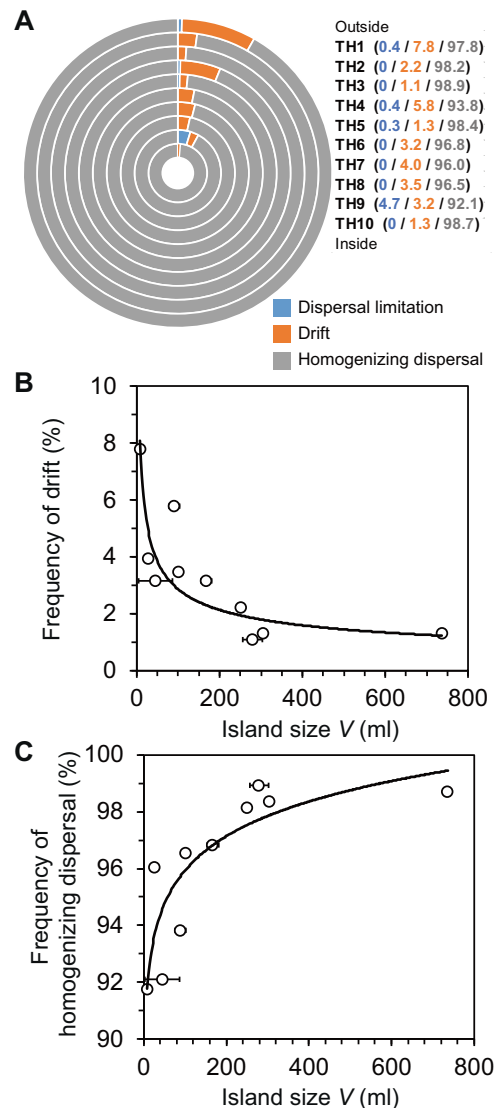 A
Outside
TH1 (0.4 / 7.8 / 97.8)
TH2 (0 / 2.2 / 98.2)
TH3 (0 / 1.1 / 98.9)
TH4 (0.4 / 5.8 / 93.8)
TH5 (0.3 / 1.3 / 98.4)
TH6 (0 / 3.2 / 96.8)
TH7 (0 / 4.0 / 96.0)
TH8 (0 / 3.5 / 96.5)
TH9 (4.7 / 3.2 / 92.1)
TH10 (0 / 1.3 / 98.7)
Inside
Dispersal limitation
Drift
Homogenizing dispersal
B
Frequency of drift (%)
10
8
6
4
2
0
0 200 400 600 800
Island size V (ml)
C
Frequency of
homogenizing dispersal (%)
100
98
96
94
92
90
0 200 400 600 800
Island size V (ml)